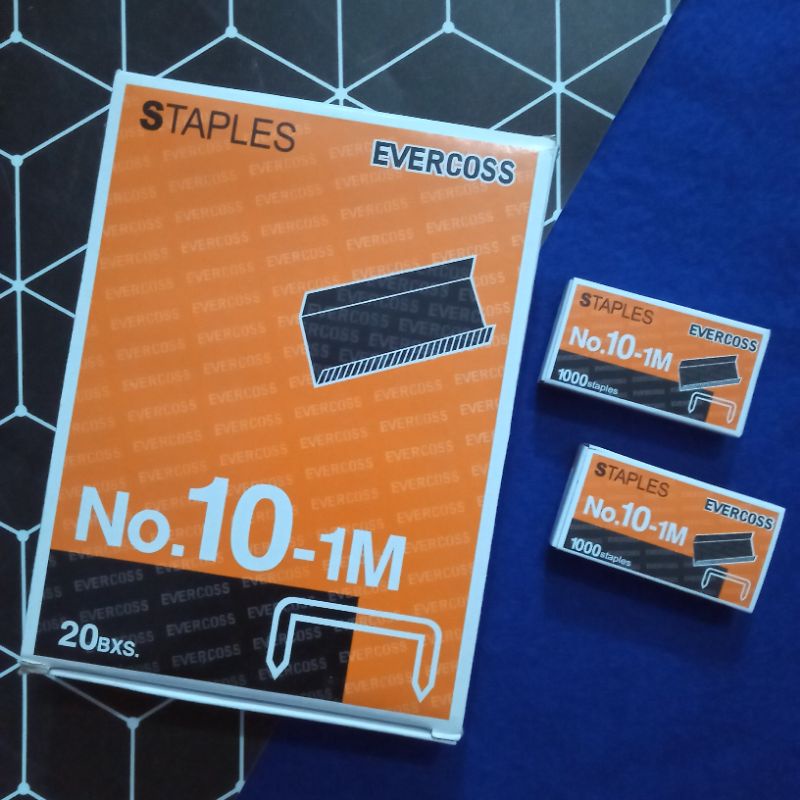 STAPLES
EVERCOSS
No.10-1M
20BXS.
STAPLES
EVERCOSS
No.10-1M
1000staples
STAPLES
EVERCOSS
No.10-1M
1000staples